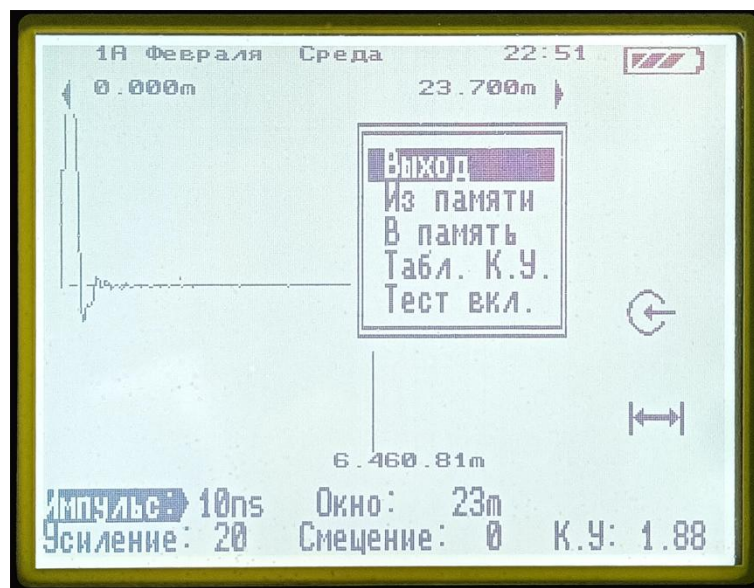 1A Февраля Среда 22:51
0.000m 23.700m
Выход
Из памяти
В память
Табл. К.У.
Тест вкл.
6.460.81m
Импульс: 10ns Окно: 23m
Усиление: 20 Смещение: 0 К.У: 1.88